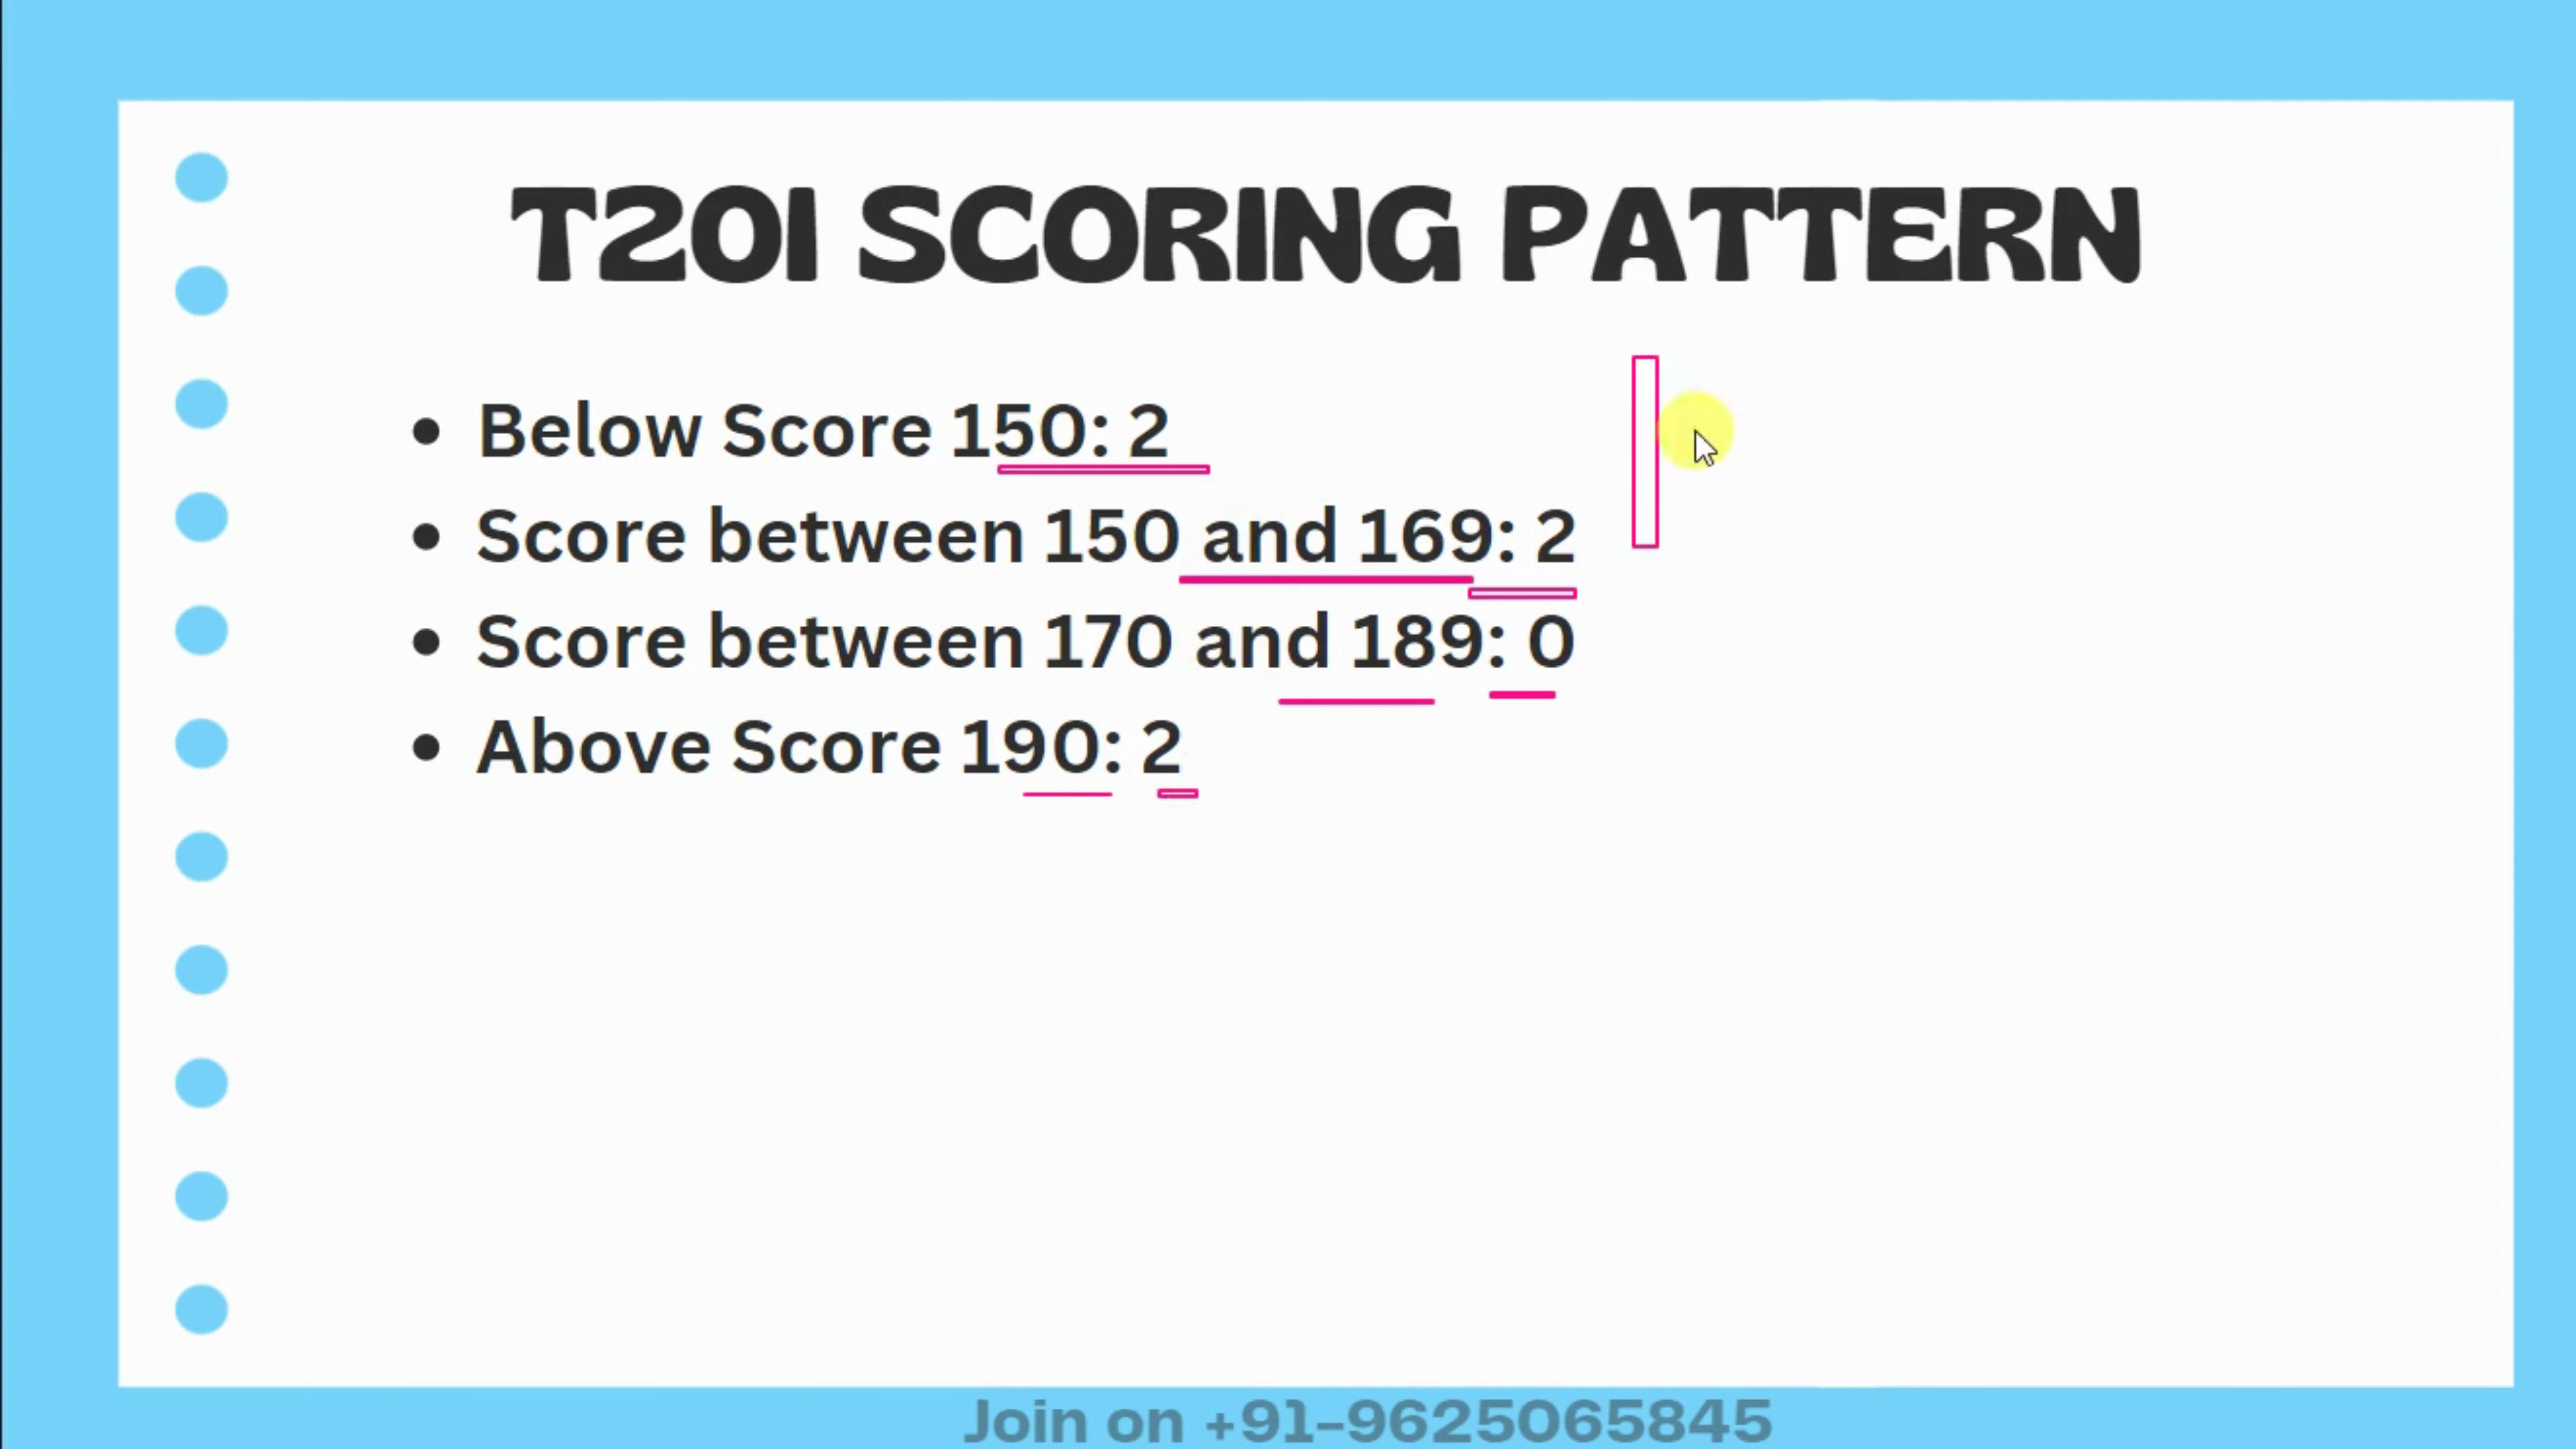 T20I SCORING PATTERN
• Below Score 150: 2
• Score between 150 and 169: 2
• Score between 170 and 189: 0
• Above Score 190: 2
Join on +91-9625065845